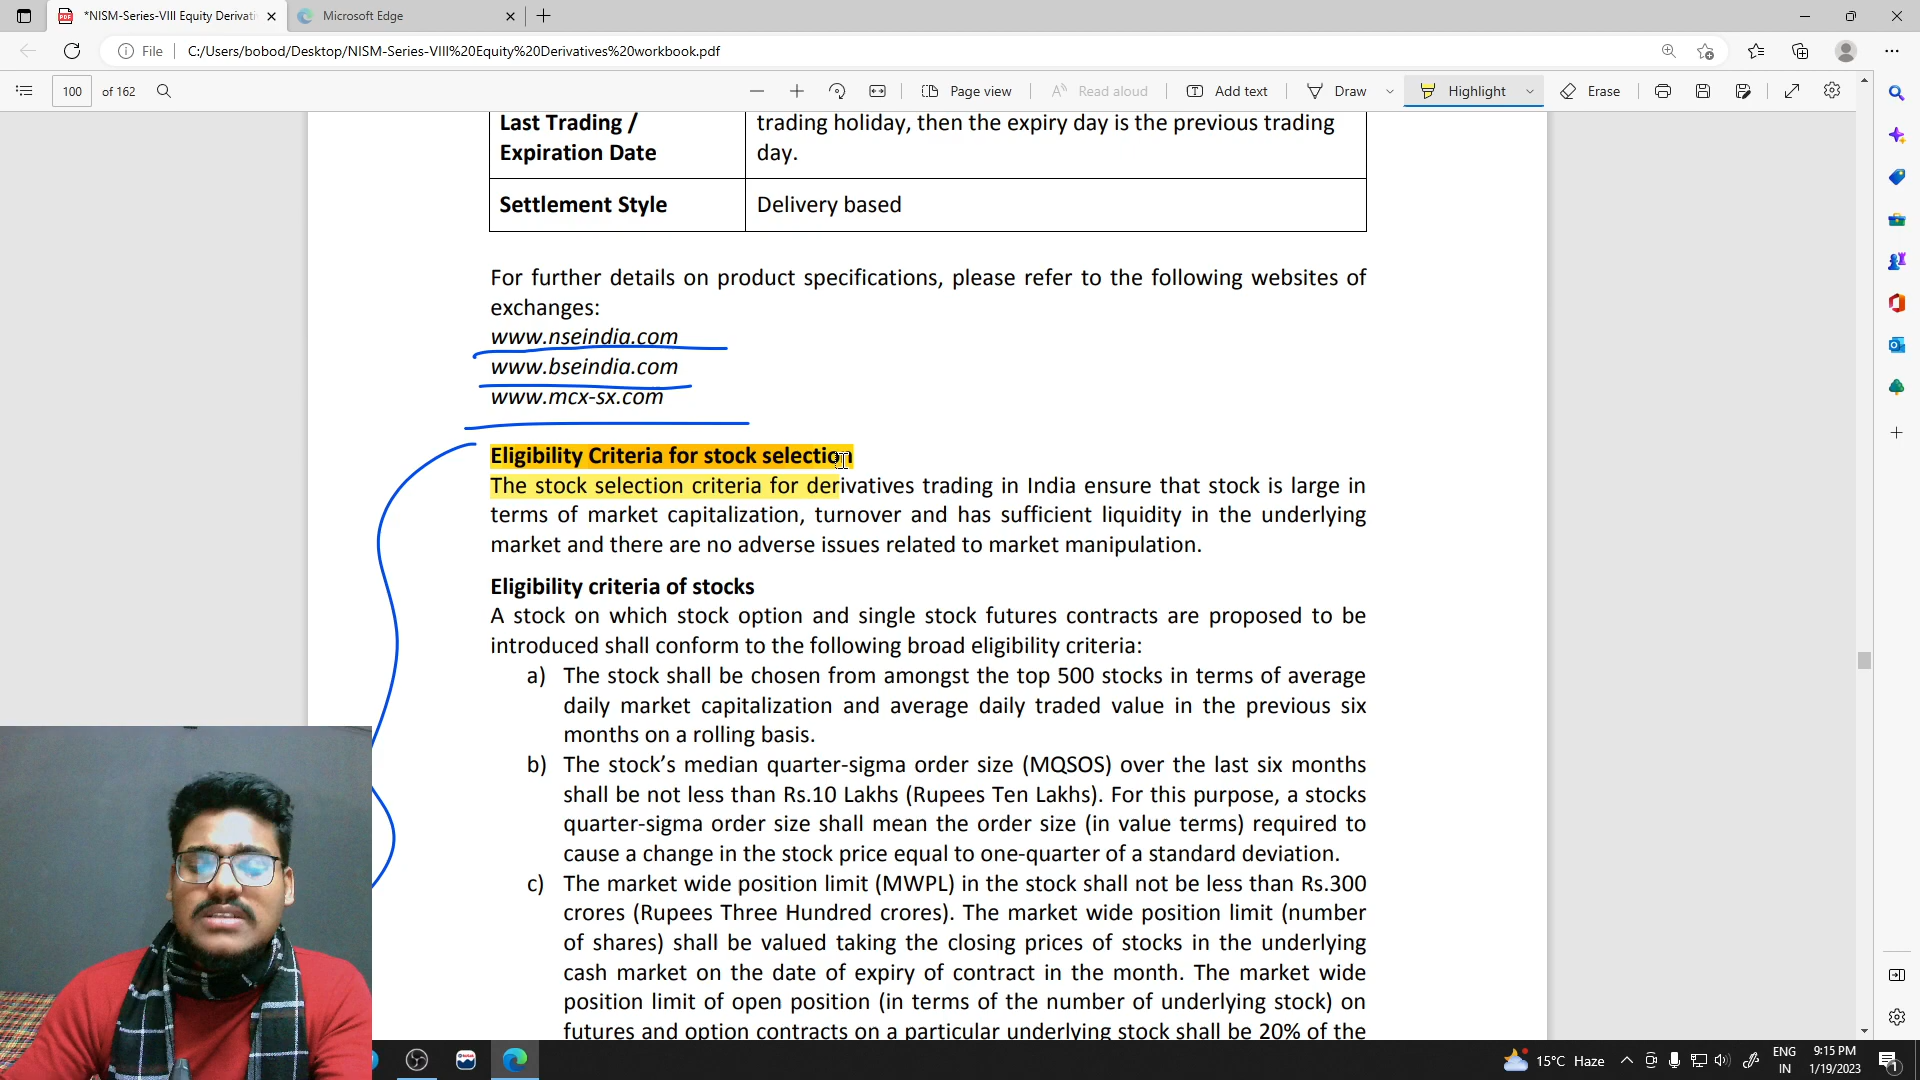 *NISM-Series-VIII Equity Derivati
Microsoft Edge
File
C:/Users/bobod/Desktop/NISM-Series-VIII%20Equity%20Derivatives%20workbook.pdf
100 of 162
Page view
Read aloud
Add text
Draw
Highlight
Erase
Last Trading / Expiration Date
trading holiday, then the expiry day is the previous trading
day.
Settlement Style
Delivery based
For further details on product specifications, please refer to the following websites of
exchanges:
www.nseindia.com
www.bseindia.com
www.mcx-sx.com
Eligibility Criteria for stock selection
The stock selection criteria for derivatives trading in India ensure that stock is large in
terms of market capitalization, turnover and has sufficient liquidity in the underlying
market and there are no adverse issues related to market manipulation.
Eligibility criteria of stocks
A stock on which stock option and single stock futures contracts are proposed to be
introduced shall conform to the following broad eligibility criteria:
a) The stock shall be chosen from amongst the top 500 stocks in terms of average
daily market capitalization and average daily traded value in the previous six
months on a rolling basis.
b) The stock's median quarter-sigma order size (MQSOS) over the last six months
shall be not less than Rs.10 Lakhs (Rupees Ten Lakhs). For this purpose, a stocks
quarter-sigma order size shall mean the order size (in value terms) required to
cause a change in the stock price equal to one-quarter of a standard deviation.
c) The market wide position limit (MWPL) in the stock shall not be less than Rs.300
crores (Rupees Three Hundred crores). The market wide position limit (number
of shares) shall be valued taking the closing prices of stocks in the underlying
cash market on the date of expiry of contract in the month. The market wide
position limit of open position (in terms of the number of underlying stock) on
futures and option contracts on a particular underlying stock shall be 20% of the
15°C Haze
ENG
IN
9:15 PM
1/19/2023
1